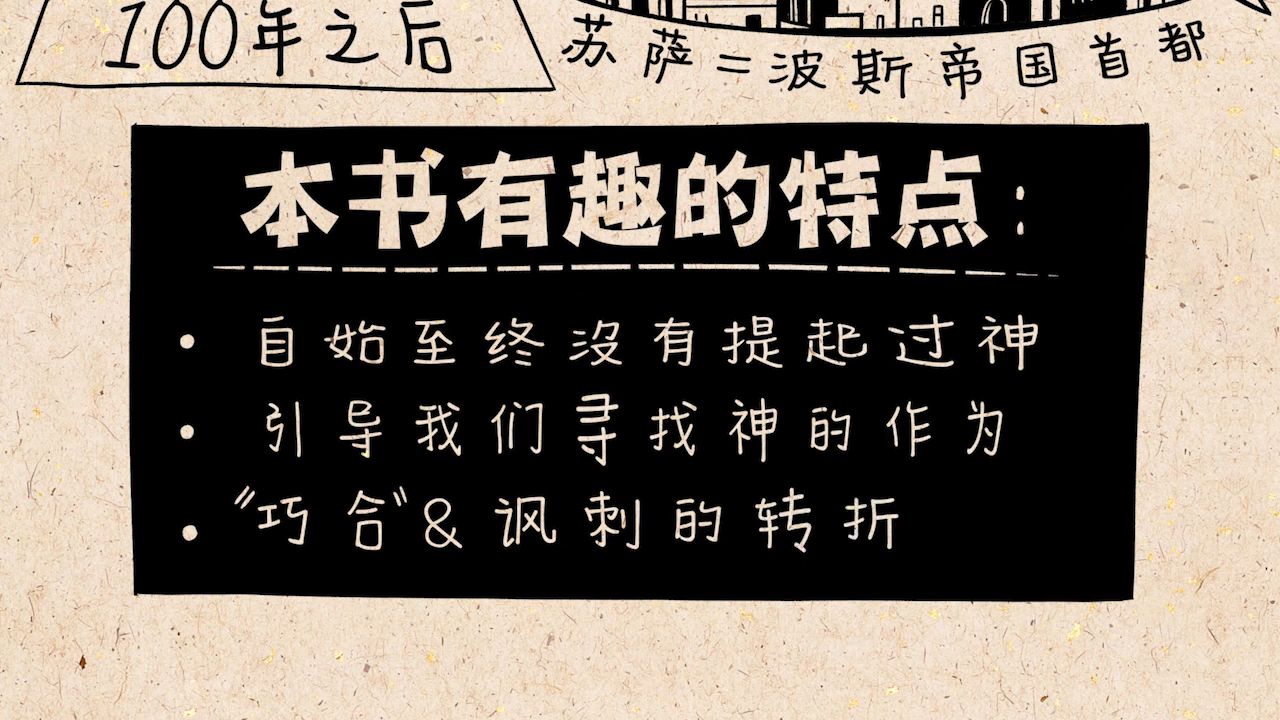 100年之后
苏萨=波斯帝国首都
本书有趣的特点:
• 自始至终没有提起过神
• 引导我们寻找神的作为
• "巧合"&讽刺的转折